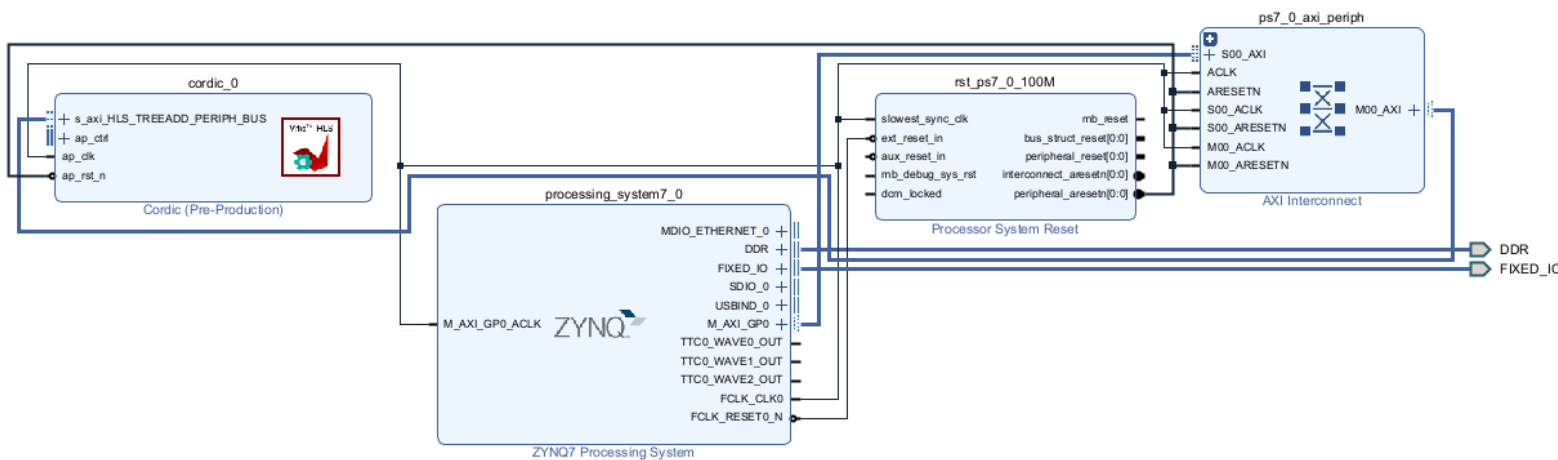 cordic_0
s_axi_HLS_TREEADD_PERIPH_BUS
ap_ctrl
ap_clk
ap_rst_n
Vitis™ HLS
Cordic (Pre-Production)
processing_system7_0
M_AXI_GP0_ACLK
ZYNQ
MDIO_ETHERNET_0
DDR
FIXED_IO
SDIO_0
USBIND_0
M_AXI_GP0
TTC0_WAVE0_OUT
TTC0_WAVE1_OUT
TTC0_WAVE2_OUT
FCLK_CLK0
FCLK_RESET0_N
ZYNQ7 Processing System
rst_ps7_0_100M
slowest_sync_clk
ext_reset_in
aux_reset_in
mb_debug_sys_rst
dcm_locked
mb_reset
bus_struct_reset[0:0]
peripheral_reset[0:0]
interconnect_aresetn[0:0]
peripheral_aresetn[0:0]
Processor System Reset
ps7_0_axi_periph
S00_AXI
ACLK
ARESETN
S00_ACLK
S00_ARESETN
M00_ACLK
M00_ARESETN
M00_AXI
AXI Interconnect
DDR
FIXED_IO